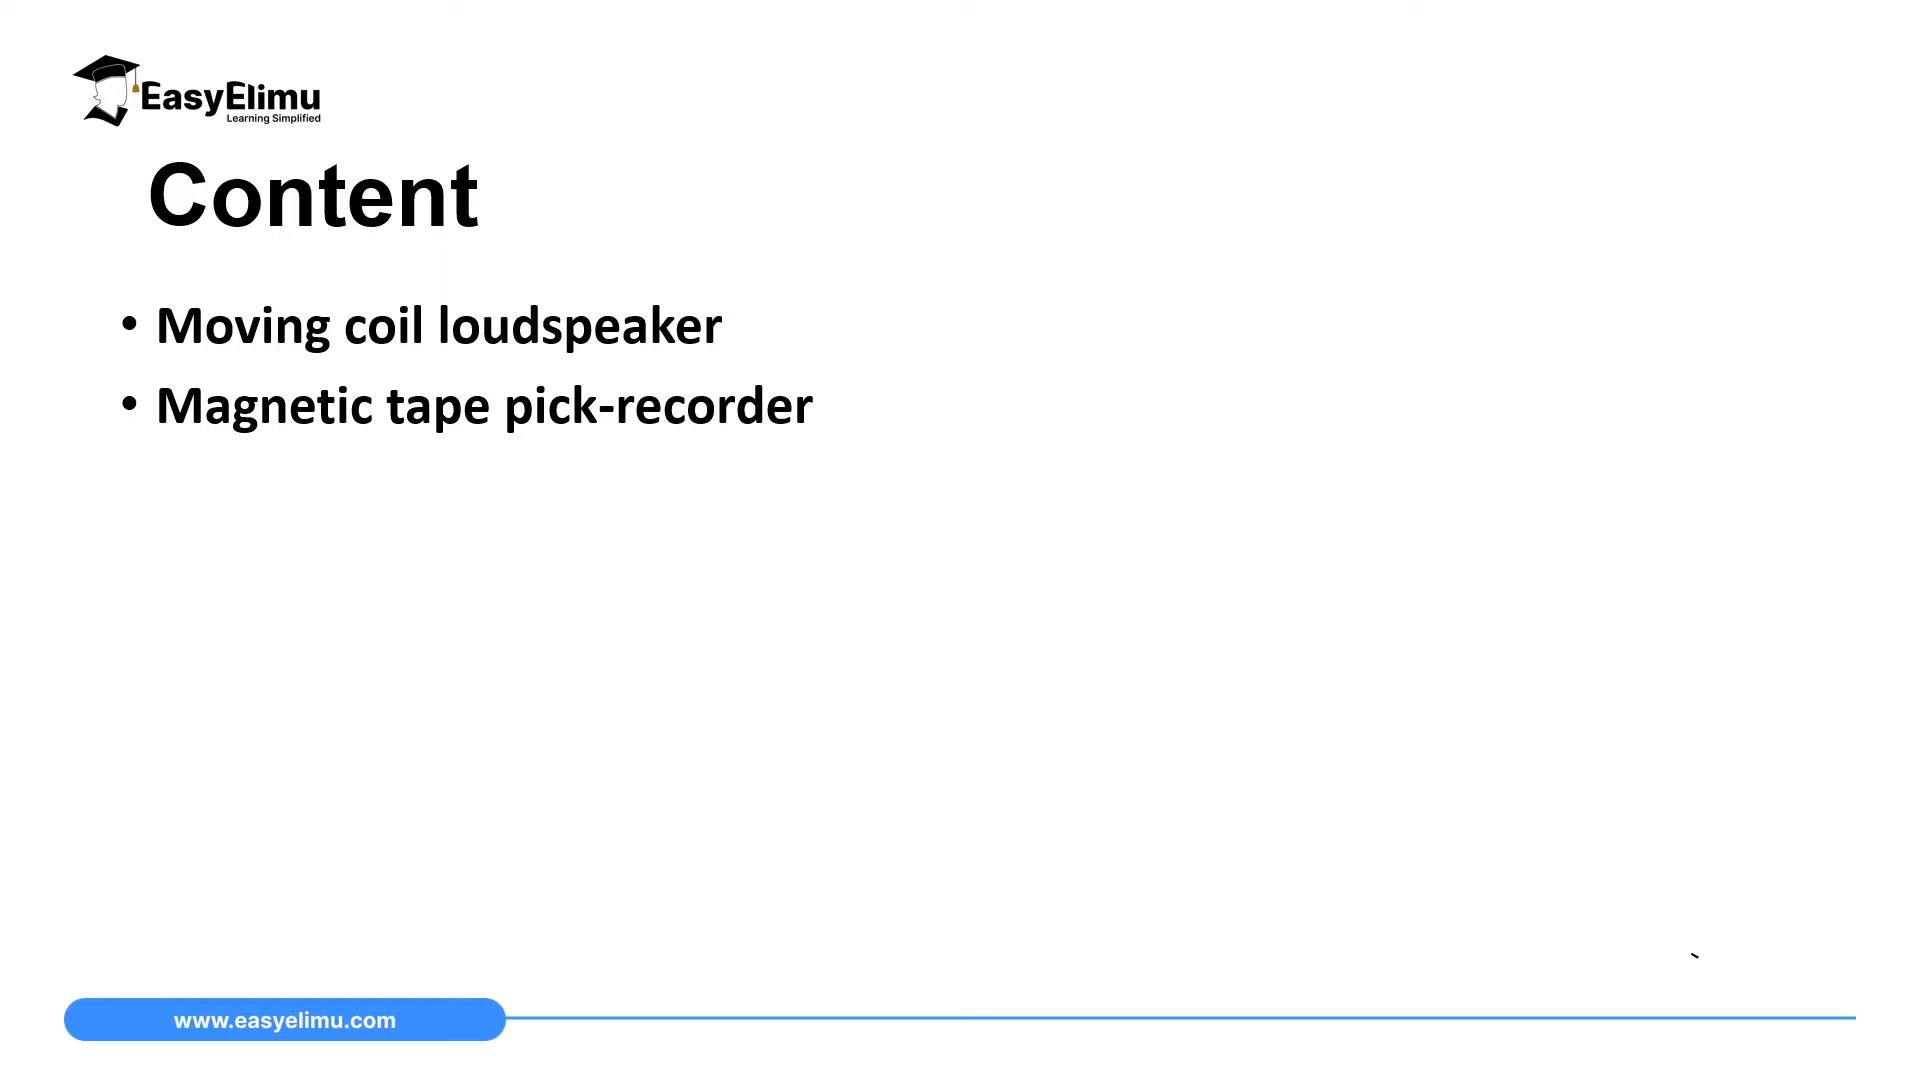 EasyElimu
Learning Simplified
Content
• Moving coil loudspeaker
• Magnetic tape pick-recorder
www.easyelimu.com